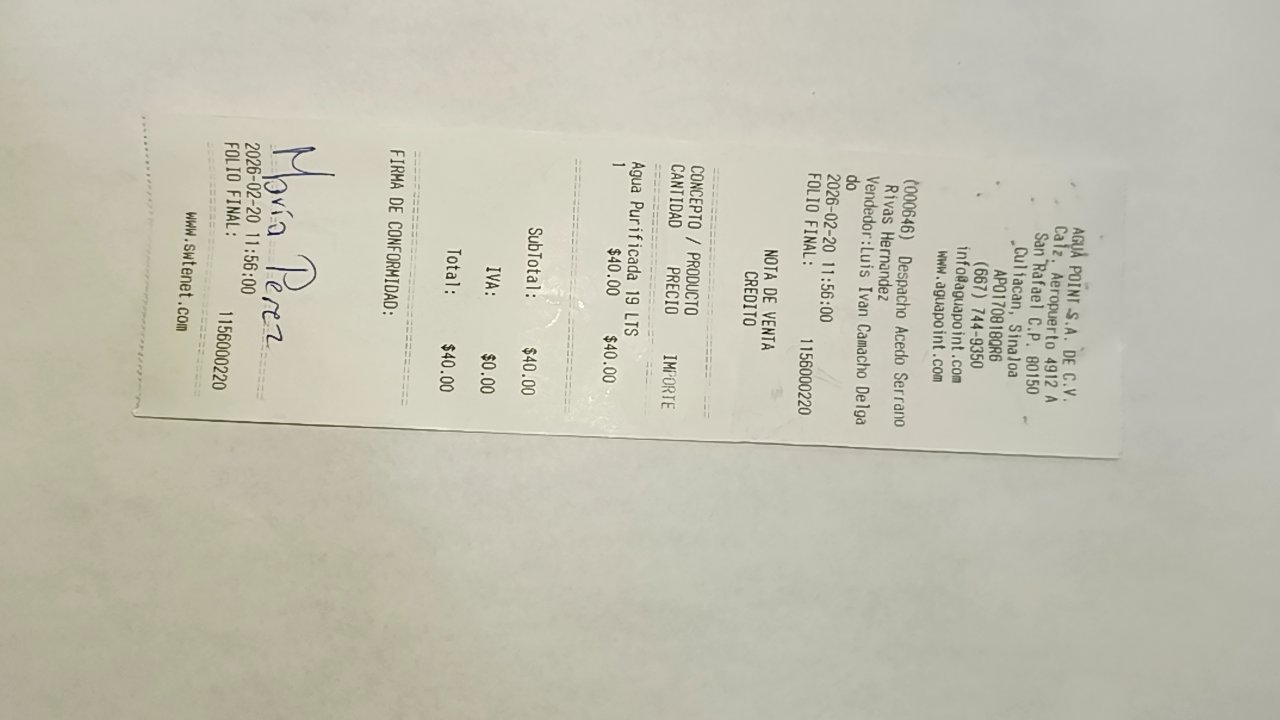 AGUA POINT S.A. DE C.V.
Calz. Aeropuerto 4912 A
San Rafael C.P. 80150
Culiacan, Sinaloa
AP0170818QR6
(667) 744-9350
info@aguapoint.com
www.aguapoint.com
(000646) Despacho Acedo Serrano
Rivas Hernandez
Vendedor:Luis Ivan Camacho Delga
do
2026-02-20 11:56:00
FOLIO FINAL: 1156000220
NOTA DE VENTA
CREDITO
CONCEPTO / PRODUCTO
CANTIDAD PRECIO IMPORTE
Agua Purificada 19 LTS
1 $40.00 $40.00
SubTotal: $40.00
IVA: $0.00
Total: $40.00
FIRMA DE CONFORMIDAD:
María Perez
2026-02-20 11:56:00
FOLIO FINAL: 1156000220
www.swtenet.com